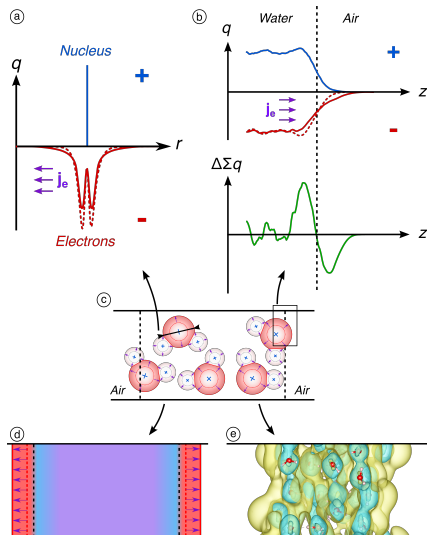 a
Nucleus
+
q
r
je
-
Electrons
b
Water
Air
q
+
z
je
-
ΔΣq
z
c
Air
Air
d
e